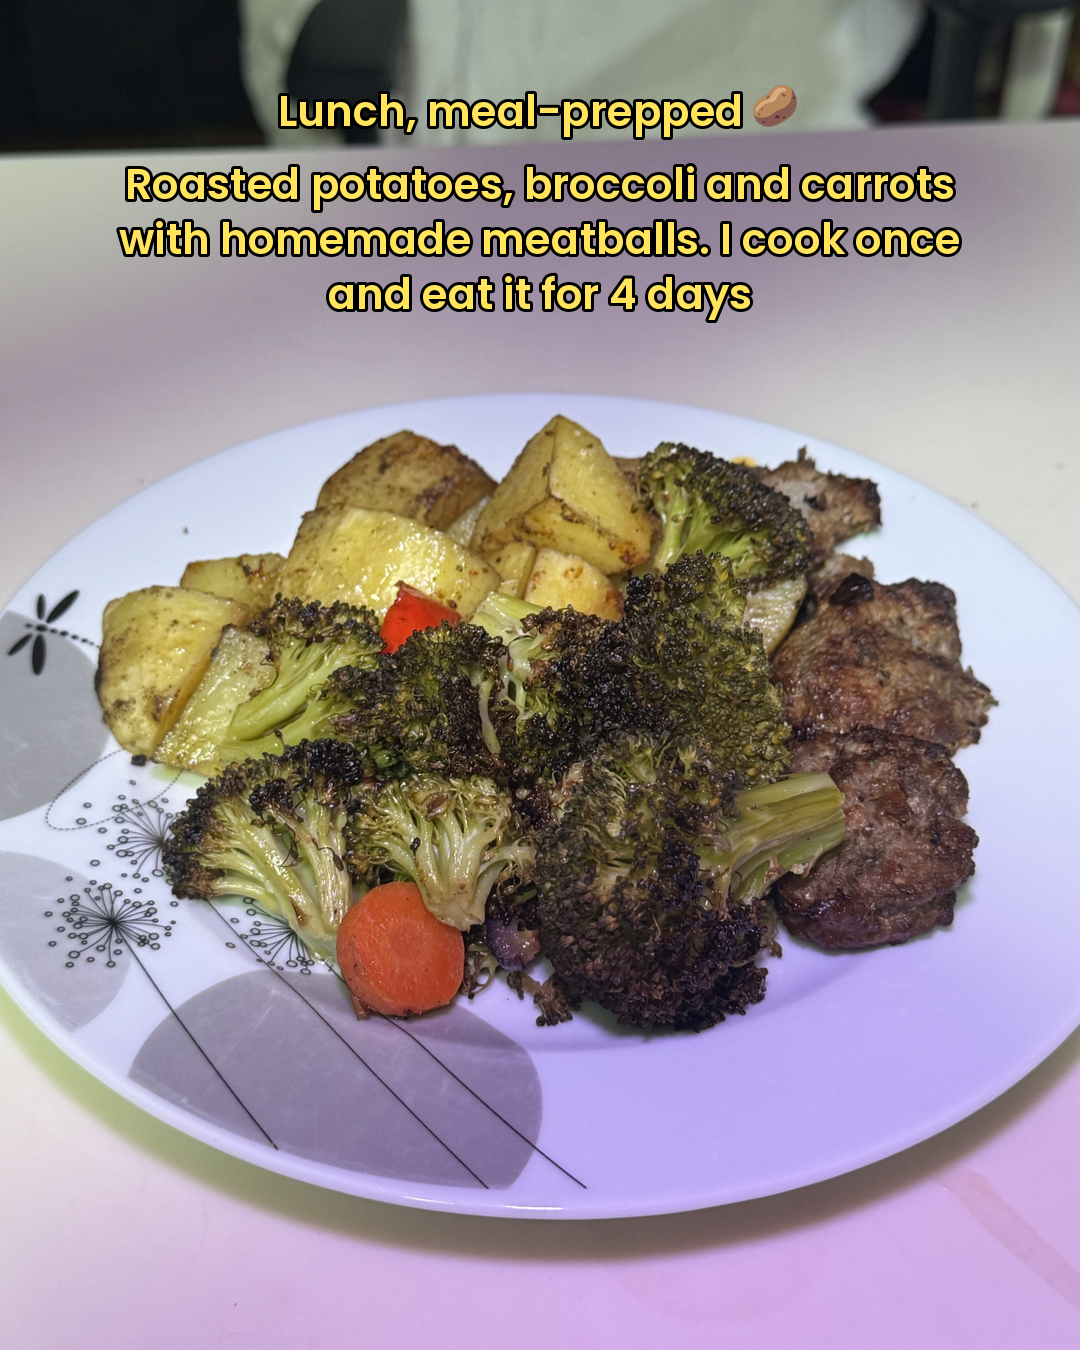 Lunch, meal-prepped 🥔
Roasted potatoes, broccoli and carrots
with homemade meatballs. I cook once
and eat it for 4 days